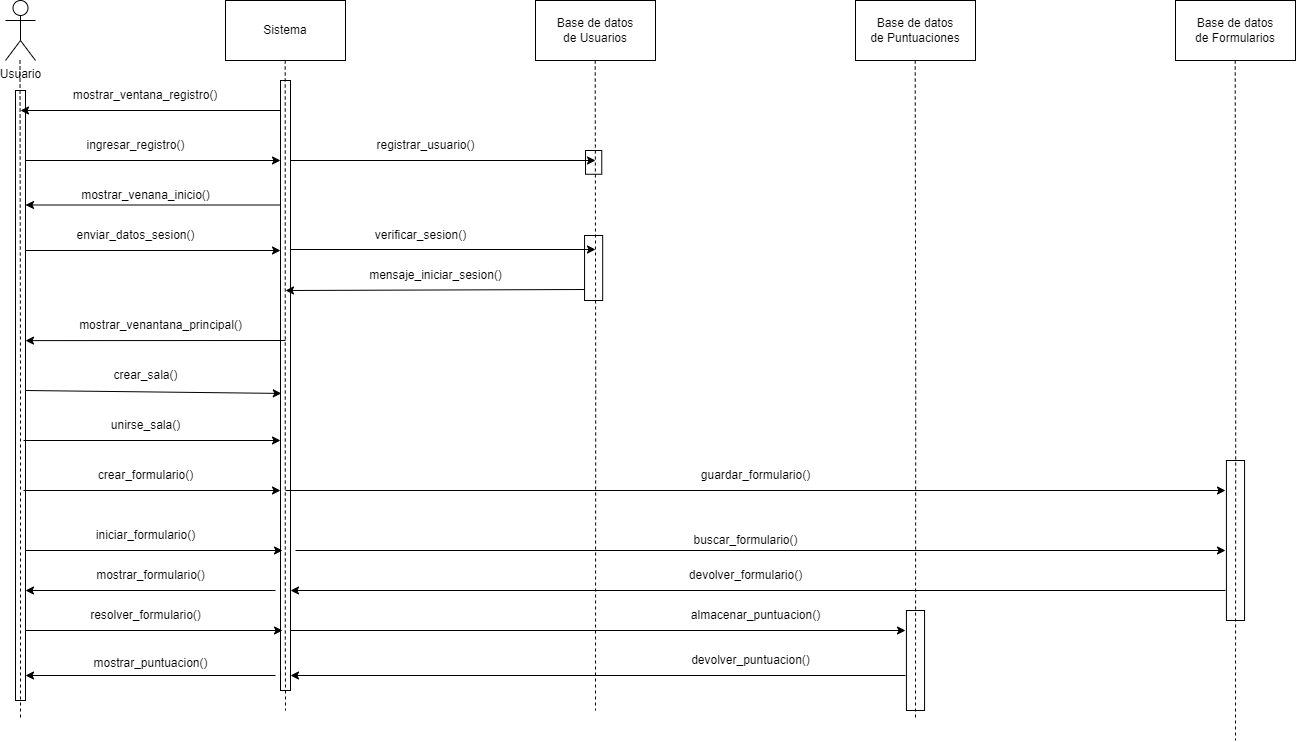 Usuario
Sistema
Base de datos
de Usuarios
Base de datos
de Puntuaciones
Base de datos
de Formularios
mostrar_ventana_registro()
ingresar_registro()
registrar_usuario()
mostrar_venana_inicio()
enviar_datos_sesion()
verificar_sesion()
mensaje_iniciar_sesion()
mostrar_venantana_principal()
crear_sala()
unirse_sala()
crear_formulario()
guardar_formulario()
iniciar_formulario()
buscar_formulario()
mostrar_formulario()
devolver_formulario()
resolver_formulario()
almacenar_puntuacion()
mostrar_puntuacion()
devolver_puntuacion()